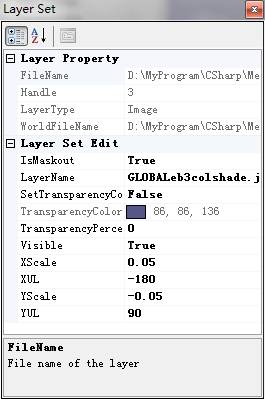 Layer Set
Layer Property
FileName D:\MyProgram\CSharp\Me
Handle 3
LayerType Image
WorldFileName D:\MyProgram\CSharp\Me
Layer Set Edit
IsMaskout True
LayerName GLOBALeb3colshade.j
SetTransparencyCo False
TransparencyColor 86, 86, 136
TransparencyPerce 0
Visible True
XScale 0.05
XUL -180
YScale -0.05
YUL 90
FileName
File name of the layer